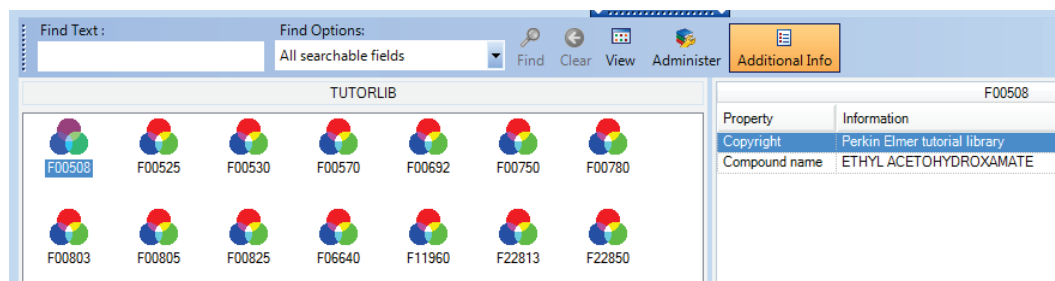 Find Text :
Find Options:
All searchable fields
Find Clear View Administer Additional Info
TUTORLIB
F00508
F00508 F00525 F00530 F00570 F00692 F00750 F00780
F00803 F00805 F00825 F06640 F11960 F22813 F22850
Property Information
Copyright Perkin Elmer tutorial library
Compound name ETHYL ACETOHYDROXAMATE